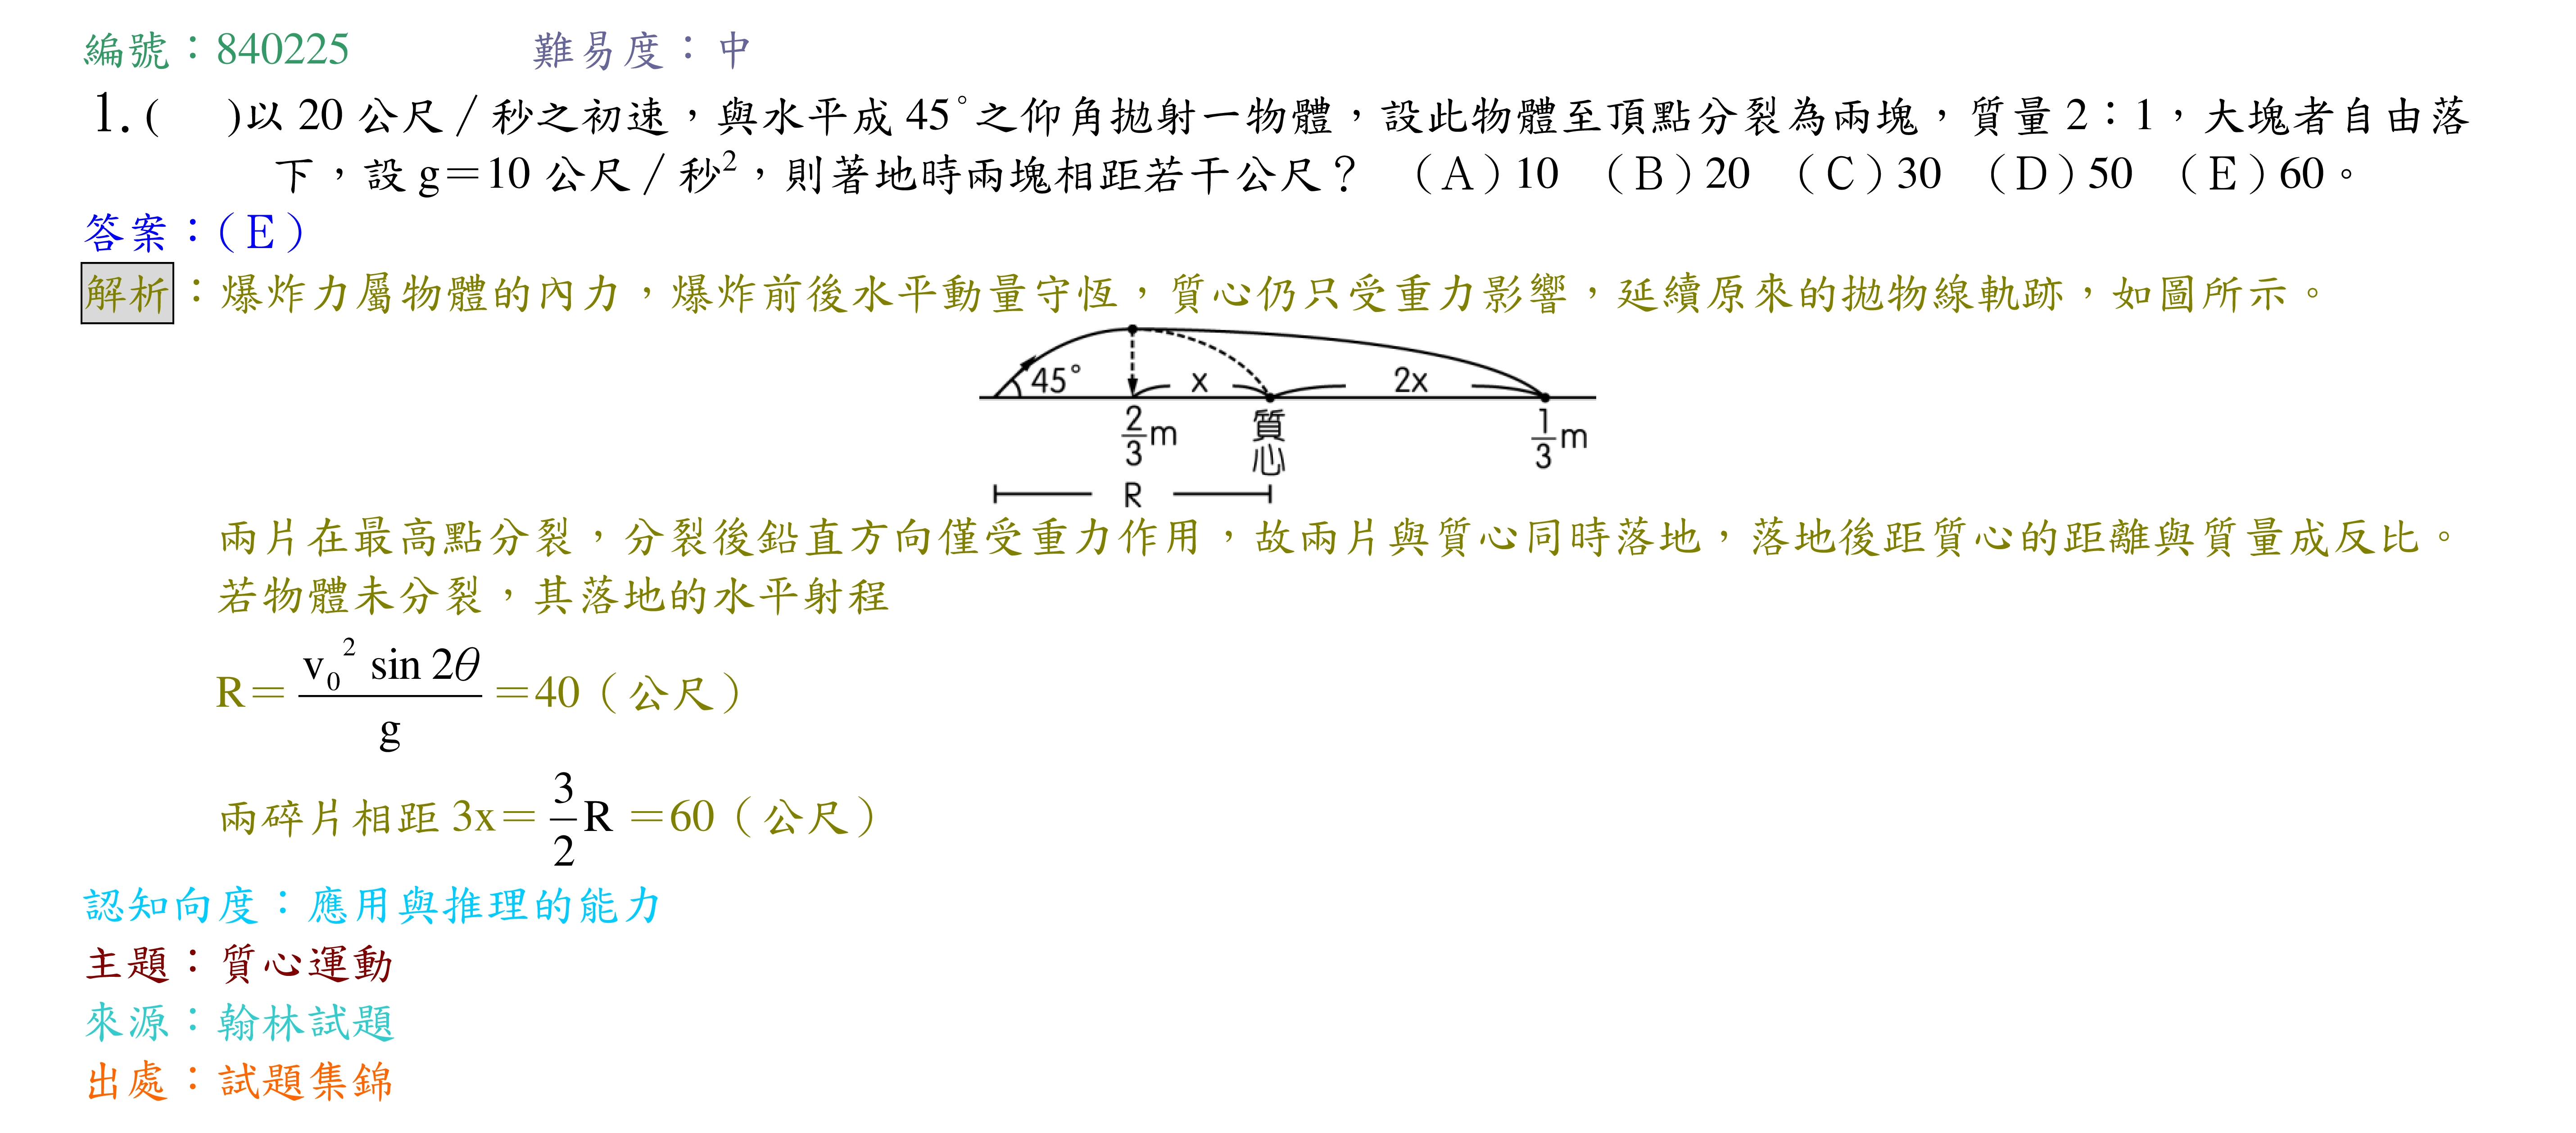 編號：840225 難易度：中
1.( )以 20 公尺／秒之初速，與水平成 45°之仰角拋射一物體，設此物體至頂點分裂為兩塊，質量 2：1，大塊者自由落
下，設 g＝10 公尺／秒²，則著地時兩塊相距若干公尺？ （A）10 （B）20 （C）30 （D）50 （E）60。
答案：（E）
解析：爆炸力屬物體的內力，爆炸前後水平動量守恆，質心仍只受重力影響，延續原來的拋物線軌跡，如圖所示。
45° x 2x
2/3 m 質心 1/3 m
R
兩片在最高點分裂，分裂後鉛直方向僅受重力作用，故兩片與質心同時落地，落地後距質心的距離與質量成反比。
若物體未分裂，其落地的水平射程
R＝ v₀² sin 2θ / g ＝40（公尺）
兩碎片相距 3x＝ 3/2 R ＝60（公尺）
認知向度：應用與推理的能力
主題：質心運動
來源：翰林試題
出處：試題集錦